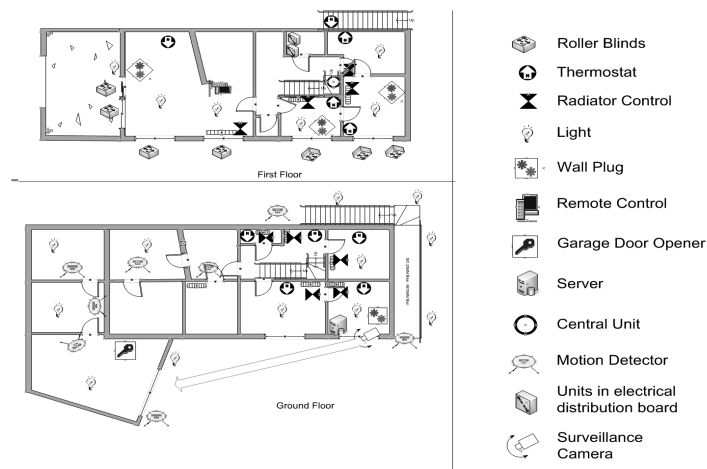 First Floor
Ground Floor
Roller Blinds
Thermostat
Radiator Control
Light
Wall Plug
Remote Control
Garage Door Opener
Server
Central Unit
Motion Detector
Units in electrical
distribution board
Surveillance
Camera